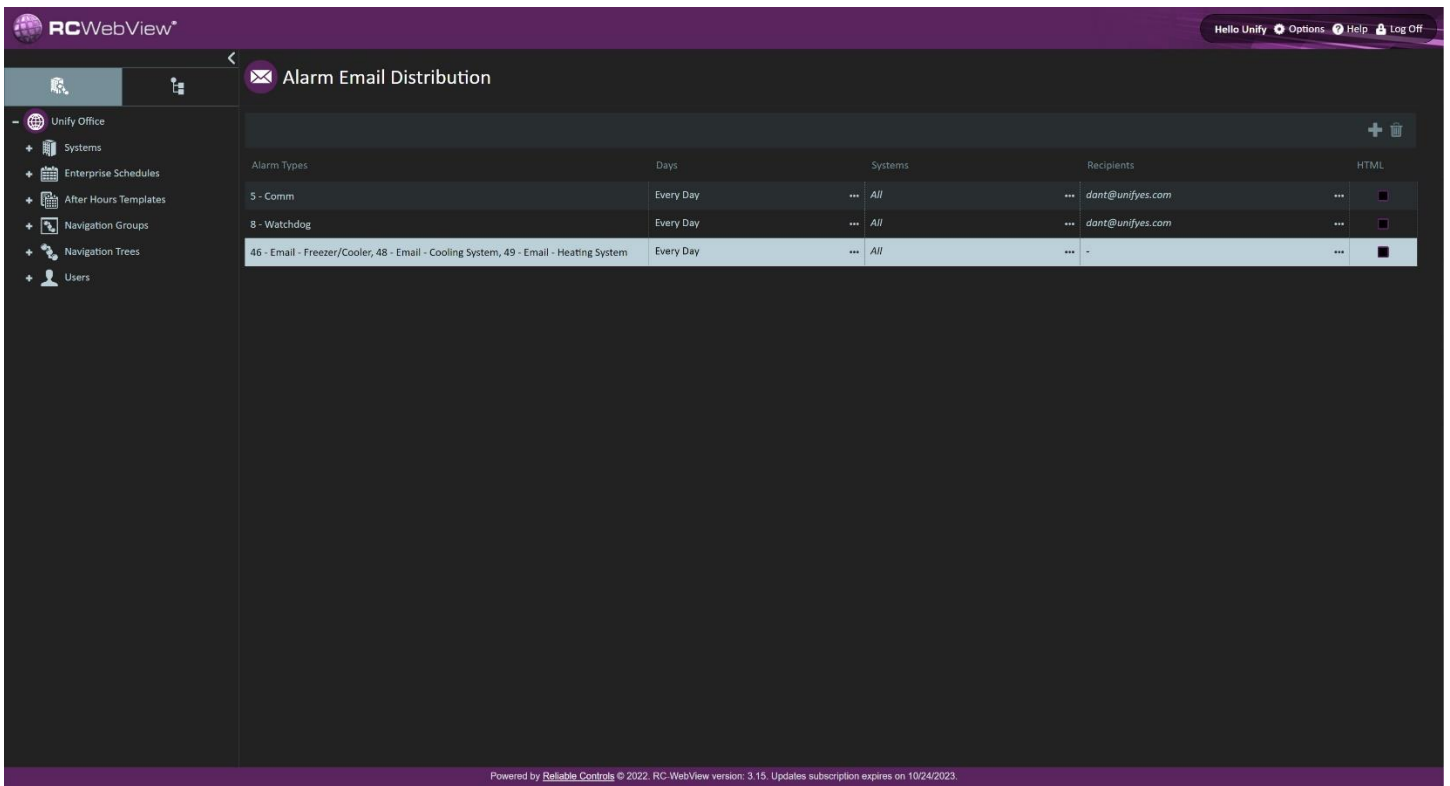 RCWebView®
Hello Unify Options Help Log Off
Alarm Email Distribution
Unify Office
Systems
Enterprise Schedules
After Hours Templates
Navigation Groups
Navigation Trees
Users
Alarm Types Days Systems Recipients HTML
5 - Comm Every Day ••• All ••• dant@unifyes.com •••
8 - Watchdog Every Day ••• All ••• dant@unifyes.com •••
46 - Email - Freezer/Cooler, 48 - Email - Cooling System, 49 - Email - Heating System Every Day ••• All ••• - •••
Powered by Reliable Controls © 2022. RC-WebView version: 3.15. Updates subscription expires on 10/24/2023.